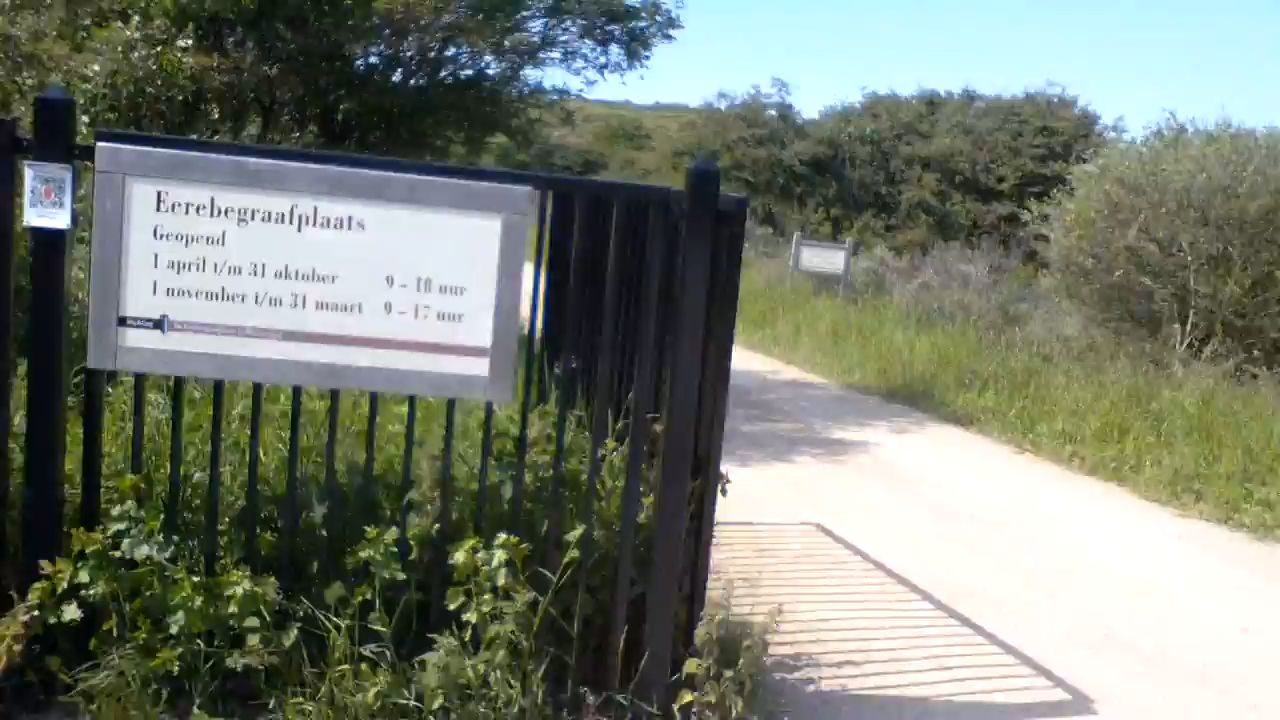 Eerebegraafplaats
Geopend
1 april t/m 31 oktober 9 - 18 uur
1 november t/m 31 maart 9 - 17 uur